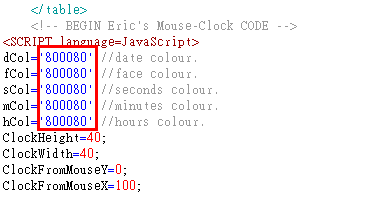 </table>
<!-- BEGIN Eric's Mouse-Clock CODE -->
<SCRIPT language=JavaScript>
dCol='800080' //date colour.
fCol='800080' //face colour.
sCol='800080' //seconds colour.
mCol='800080' //minutes colour.
hCol='800080' //hours colour.
ClockHeight=40;
ClockWidth=40;
ClockFromMouseY=0;
ClockFromMouseX=100;